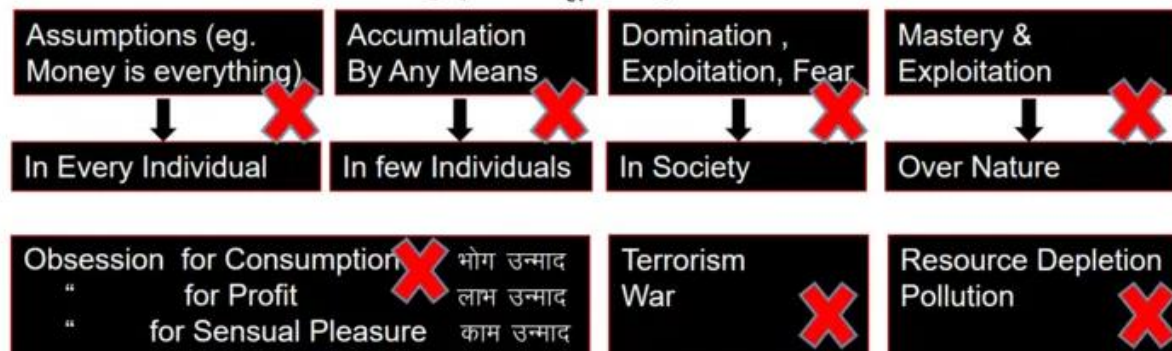 Assumptions (eg.
Money is everything)
Accumulation
By Any Means
Domination ,
Exploitation, Fear
Mastery &
Exploitation
In Every Individual
In few Individuals
In Society
Over Nature
Obsession for Consumption भोग उन्माद
“ for Profit लाभ उन्माद
“ for Sensual Pleasure काम उन्माद
Terrorism
War
Resource Depletion
Pollution